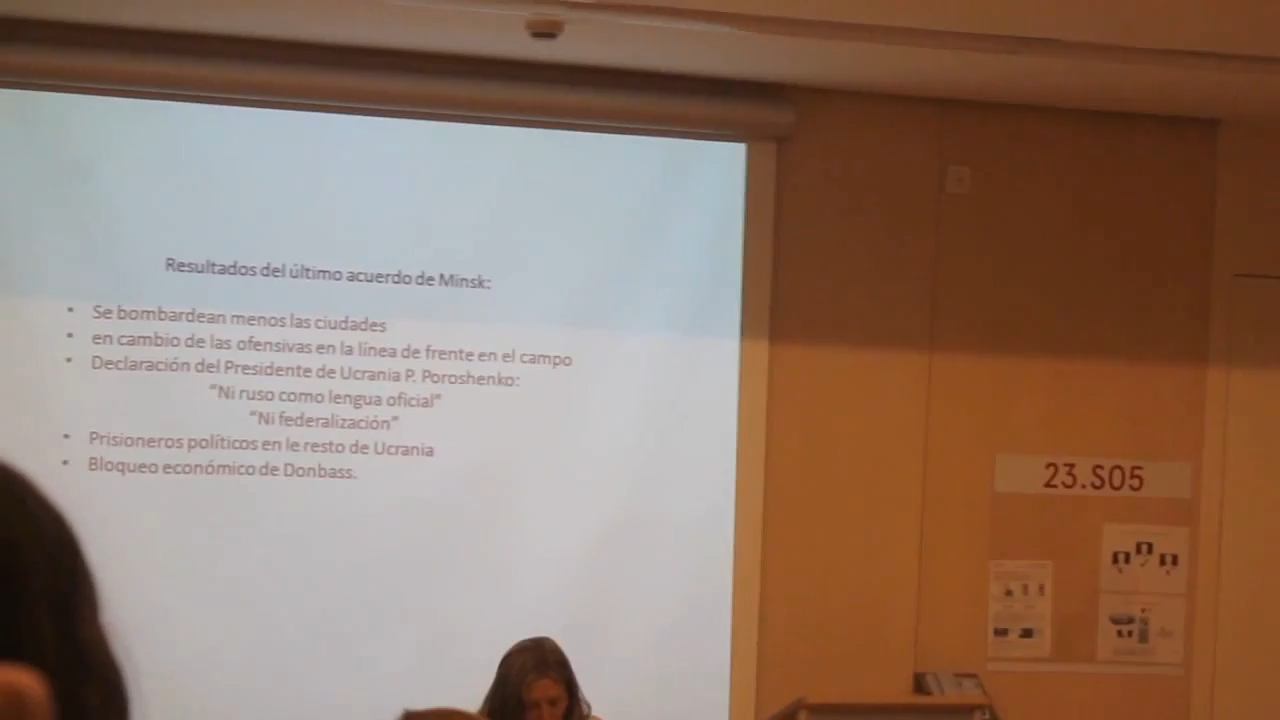 Resultados del último acuerdo de Minsk:
• Se bombardean menos las ciudades
• en cambio de las ofensivas en la línea de frente en el campo
• Declaración del Presidente de Ucrania P. Poroshenko:
“Ni ruso como lengua oficial”
“Ni federalización”
• Prisioneros políticos en le resto de Ucrania
• Bloqueo económico de Donbass.
23.S05